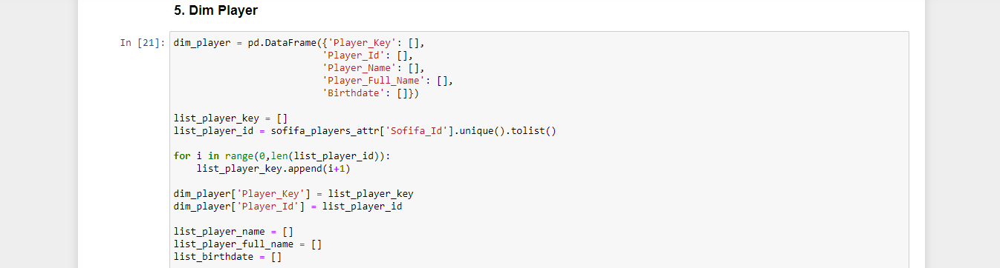 5. Dim Player
In [21]: dim_player = pd.DataFrame({'Player_Key': [],
'Player_Id': [],
'Player_Name': [],
'Player_Full_Name': [],
'Birthdate': []})
list_player_key = []
list_player_id = sofifa_players_attr['Sofifa_Id'].unique().tolist()
for i in range(0,len(list_player_id)):
    list_player_key.append(i+1)
dim_player['Player_Key'] = list_player_key
dim_player['Player_Id'] = list_player_id
list_player_name = []
list_player_full_name = []
list_birthdate = []